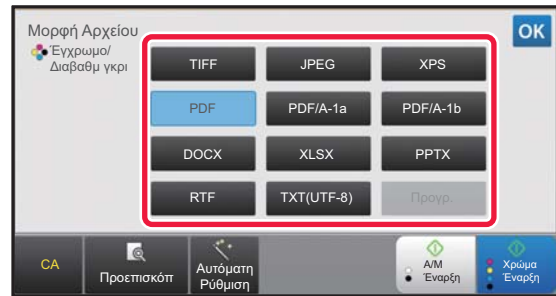 Μορφή Αρχείου
OK
Έγχρωμο/
Διαβαθμ γκρι
TIFF
JPEG
XPS
PDF
PDF/A-1a
PDF/A-1b
DOCX
XLSX
PPTX
RTF
TXT(UTF-8)
Προγρ.
CA
Προεπισκόπ
Αυτόματη
Ρύθμιση
Α/Μ
Έναρξη
Χρώμα
Έναρξη